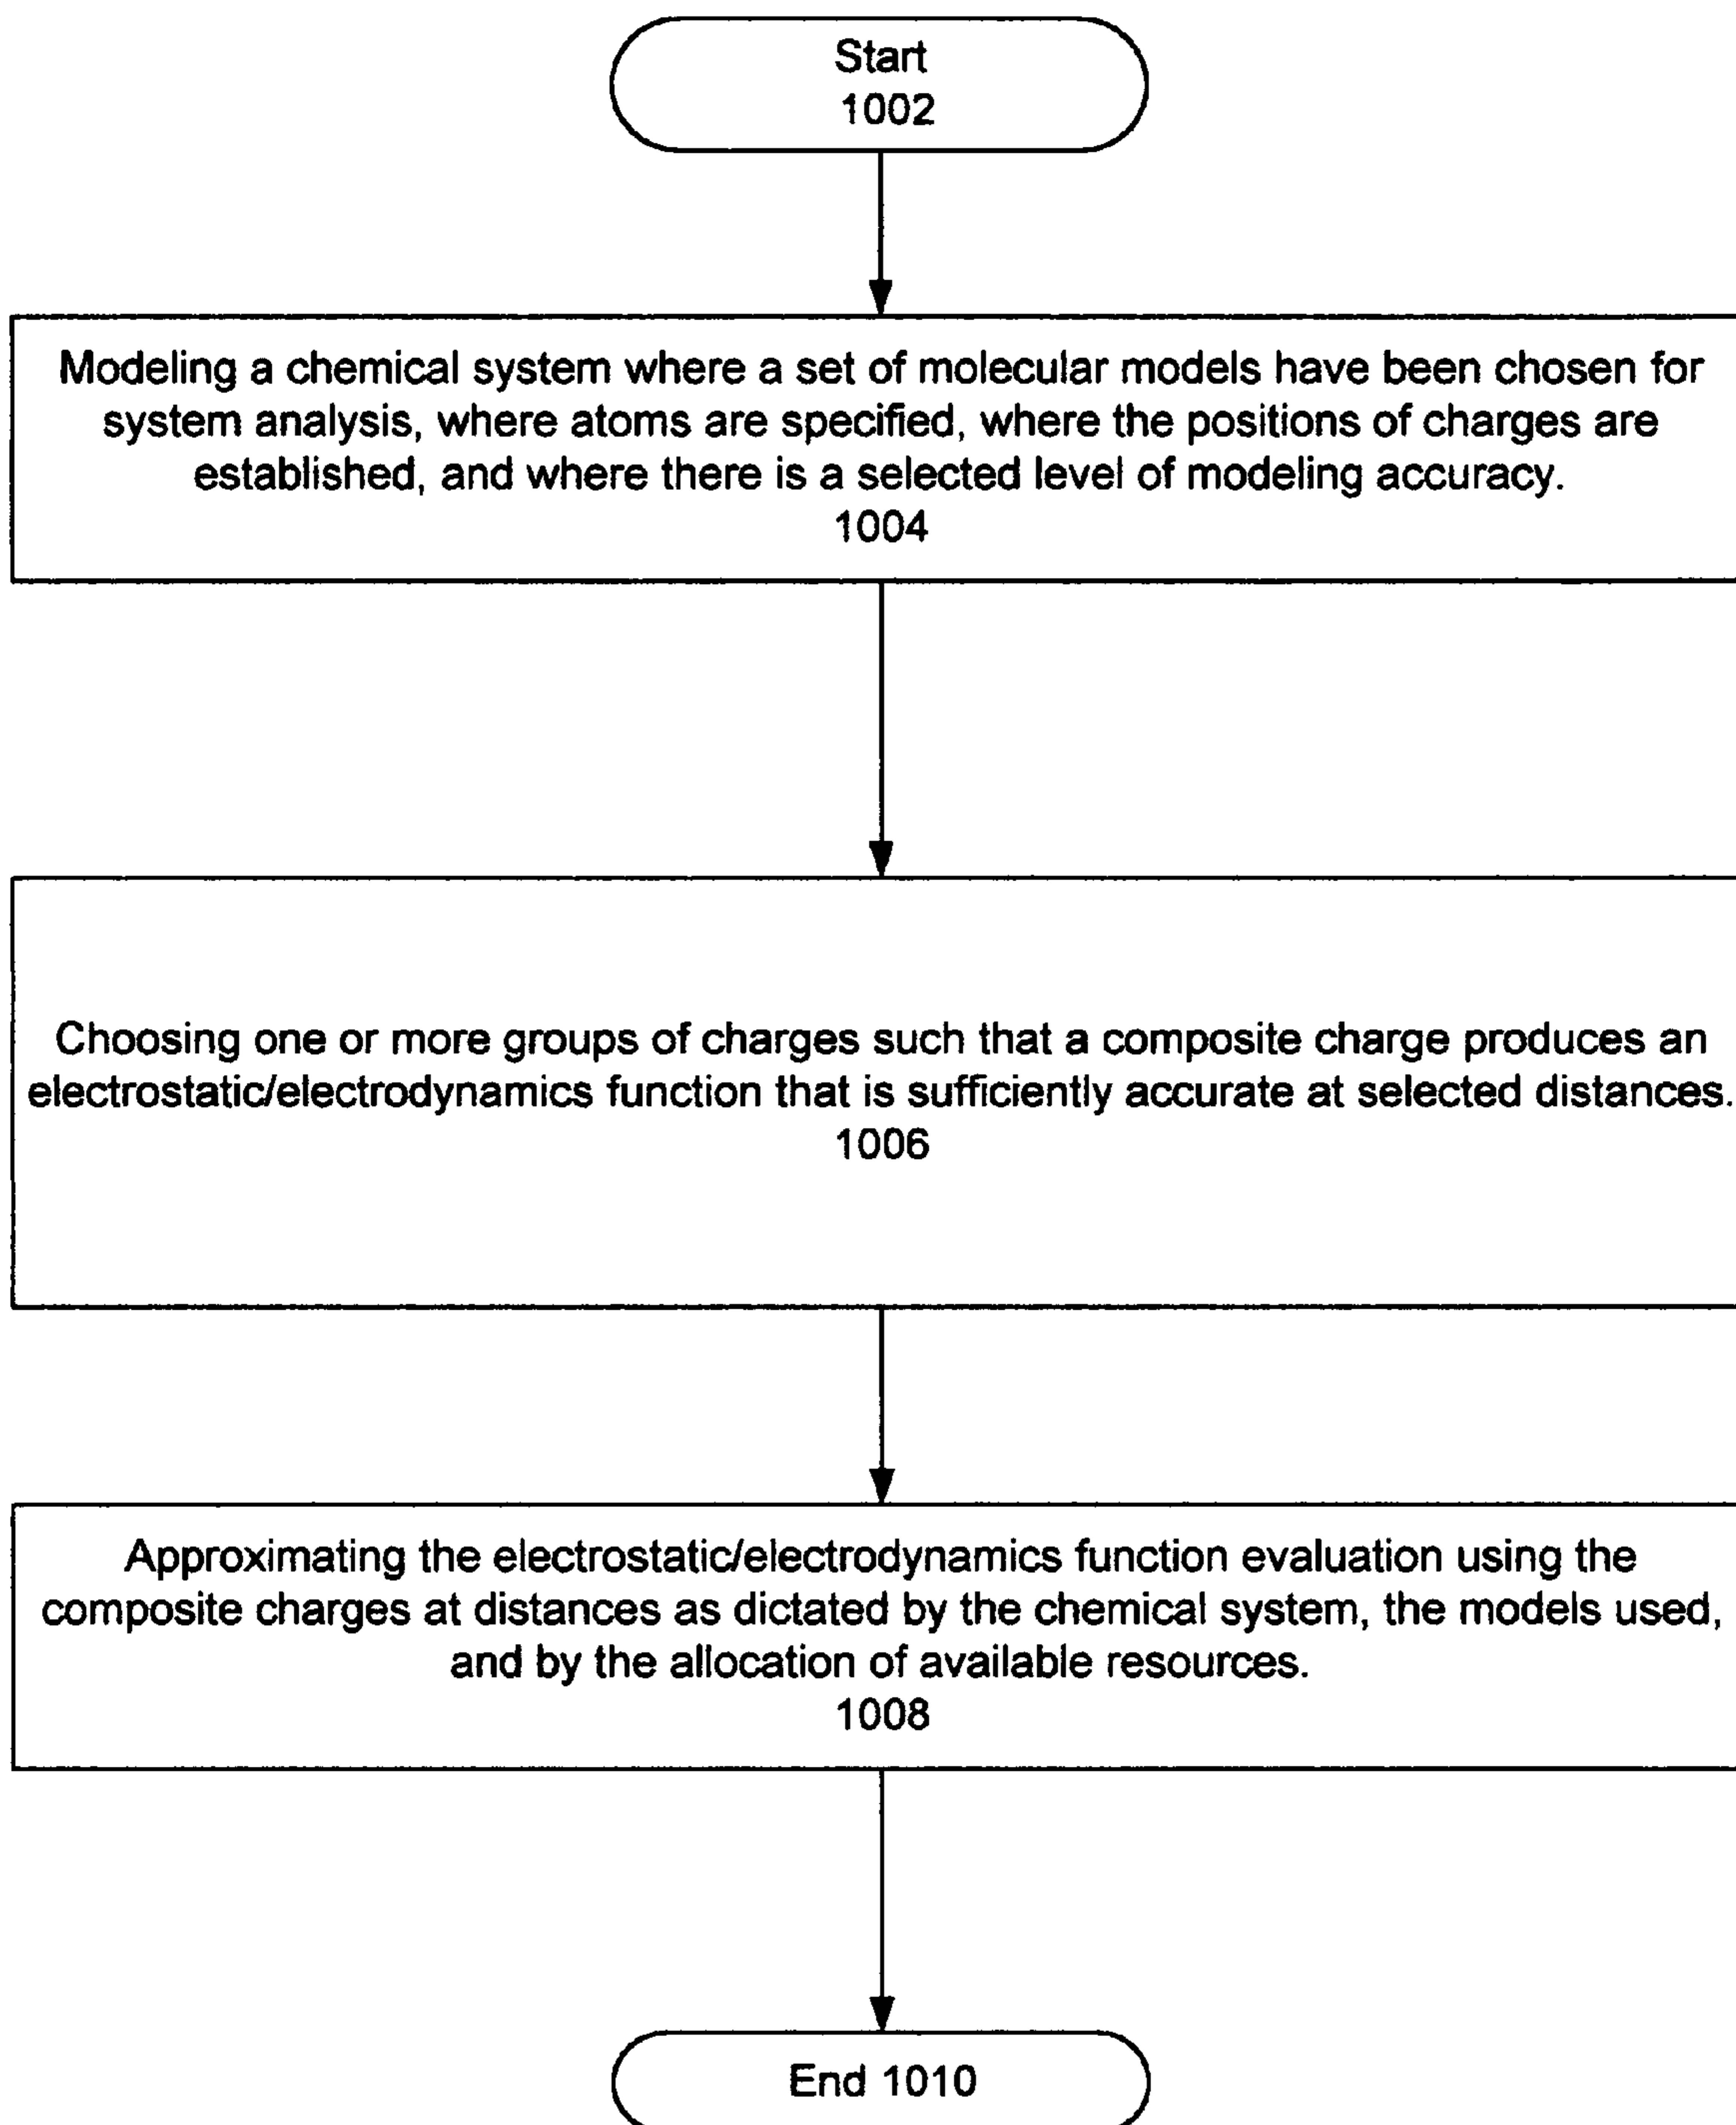 Start
1002
Modeling a chemical system where a set of molecular models have been chosen for
system analysis, where atoms are specified, where the positions of charges are
established, and where there is a selected level of modeling accuracy.
1004
Choosing one or more groups of charges such that a composite charge produces an
electrostatic/electrodynamics function that is sufficiently accurate at selected distances.
1006
Approximating the electrostatic/electrodynamics function evaluation using the
composite charges at distances as dictated by the chemical system, the models used,
and by the allocation of available resources.
1008
End 1010